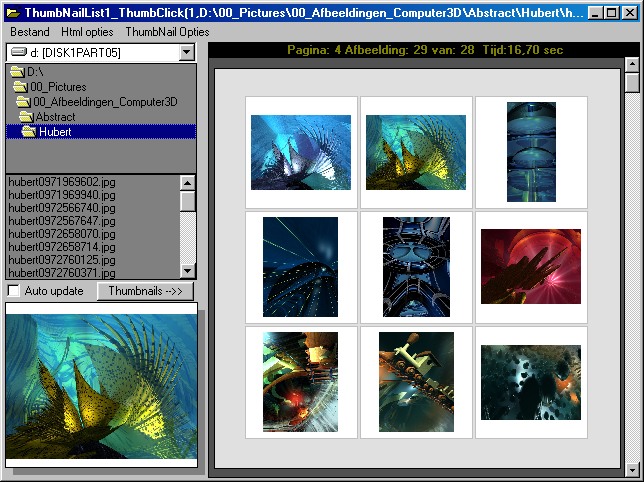 ThumbNailList1_ThumbClick(1,D:\00_Pictures\00_Afbeeldingen_Computer3D\Abstract\Hubert\h...
Bestand Html opties ThumbNail Opties
d: [DISK1PART05]
Pagina: 4 Afbeelding: 29 van: 28 Tijd:16,70 sec
D:\
00_Pictures
00_Afbeeldingen_Computer3D
Abstract
Hubert
hubert0971969602.jpg
hubert0971969940.jpg
hubert0972566740.jpg
hubert0972567647.jpg
hubert0972658070.jpg
hubert0972658714.jpg
hubert0972760125.jpg
hubert0972760371.jpg
Auto update
Thumbnails -->>